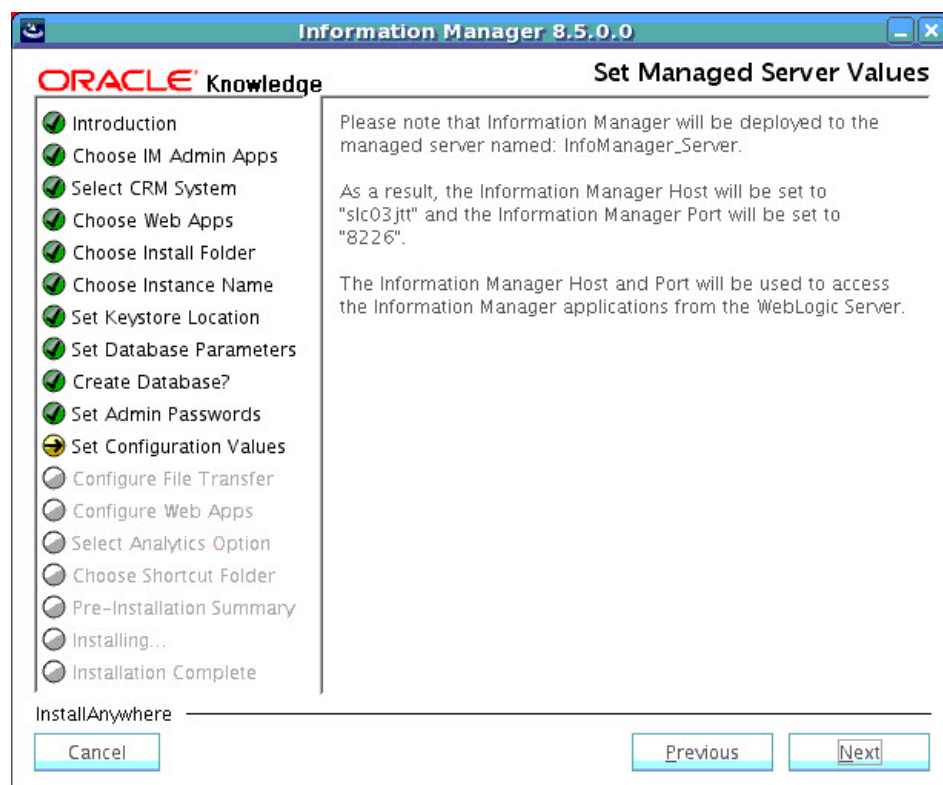 Information Manager 8.5.0.0
ORACLE Knowledge
Set Managed Server Values
Introduction
Choose IM Admin Apps
Select CRM System
Choose Web Apps
Choose Install Folder
Choose Instance Name
Set Keystore Location
Set Database Parameters
Create Database?
Set Admin Passwords
Set Configuration Values
Configure File Transfer
Configure Web Apps
Select Analytics Option
Choose Shortcut Folder
Pre-Installation Summary
Installing...
Installation Complete
Please note that Information Manager will be deployed to the
managed server named: InfoManager_Server.
As a result, the Information Manager Host will be set to
"slc03jtt" and the Information Manager Port will be set to
"8226".
The Information Manager Host and Port will be used to access
the Information Manager applications from the WebLogic Server.
InstallAnywhere
Cancel
Previous
Next